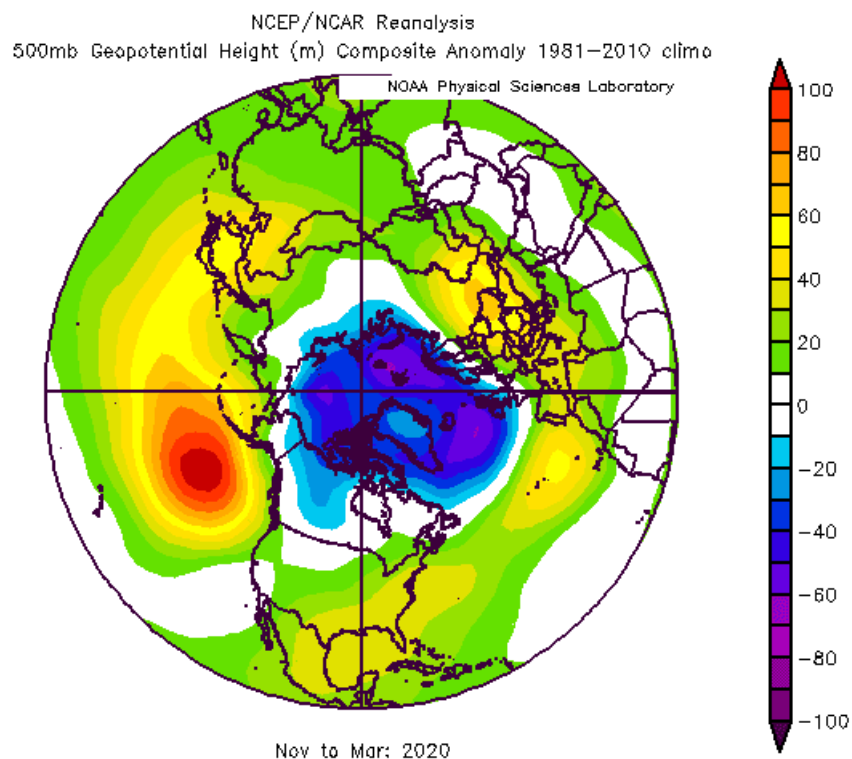 NCEP/NCAR Reanalysis
500mb Geopotential Height (m) Composite Anomaly 1981-2010 climo
NOAA Physical Sciences Laboratory
100
80
60
40
20
0
-20
-40
-60
-80
-100
Nov to Mar: 2020